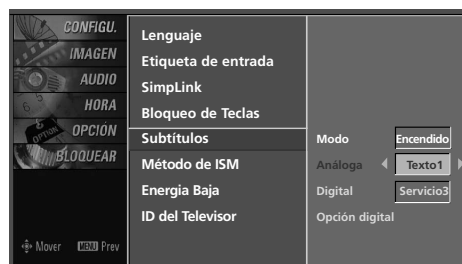 CONFIGU.
IMAGEN
AUDIO
HORA
OPCIÓN
BLOQUEAR
Mover MENU Prev
Lenguaje
Etiqueta de entrada
SimpLink
Bloqueo de Teclas
Subtítulos
Método de ISM
Energia Baja
ID del Televisor
Modo Encendido
Análoga Texto1
Digital Servicio3
Opción digital